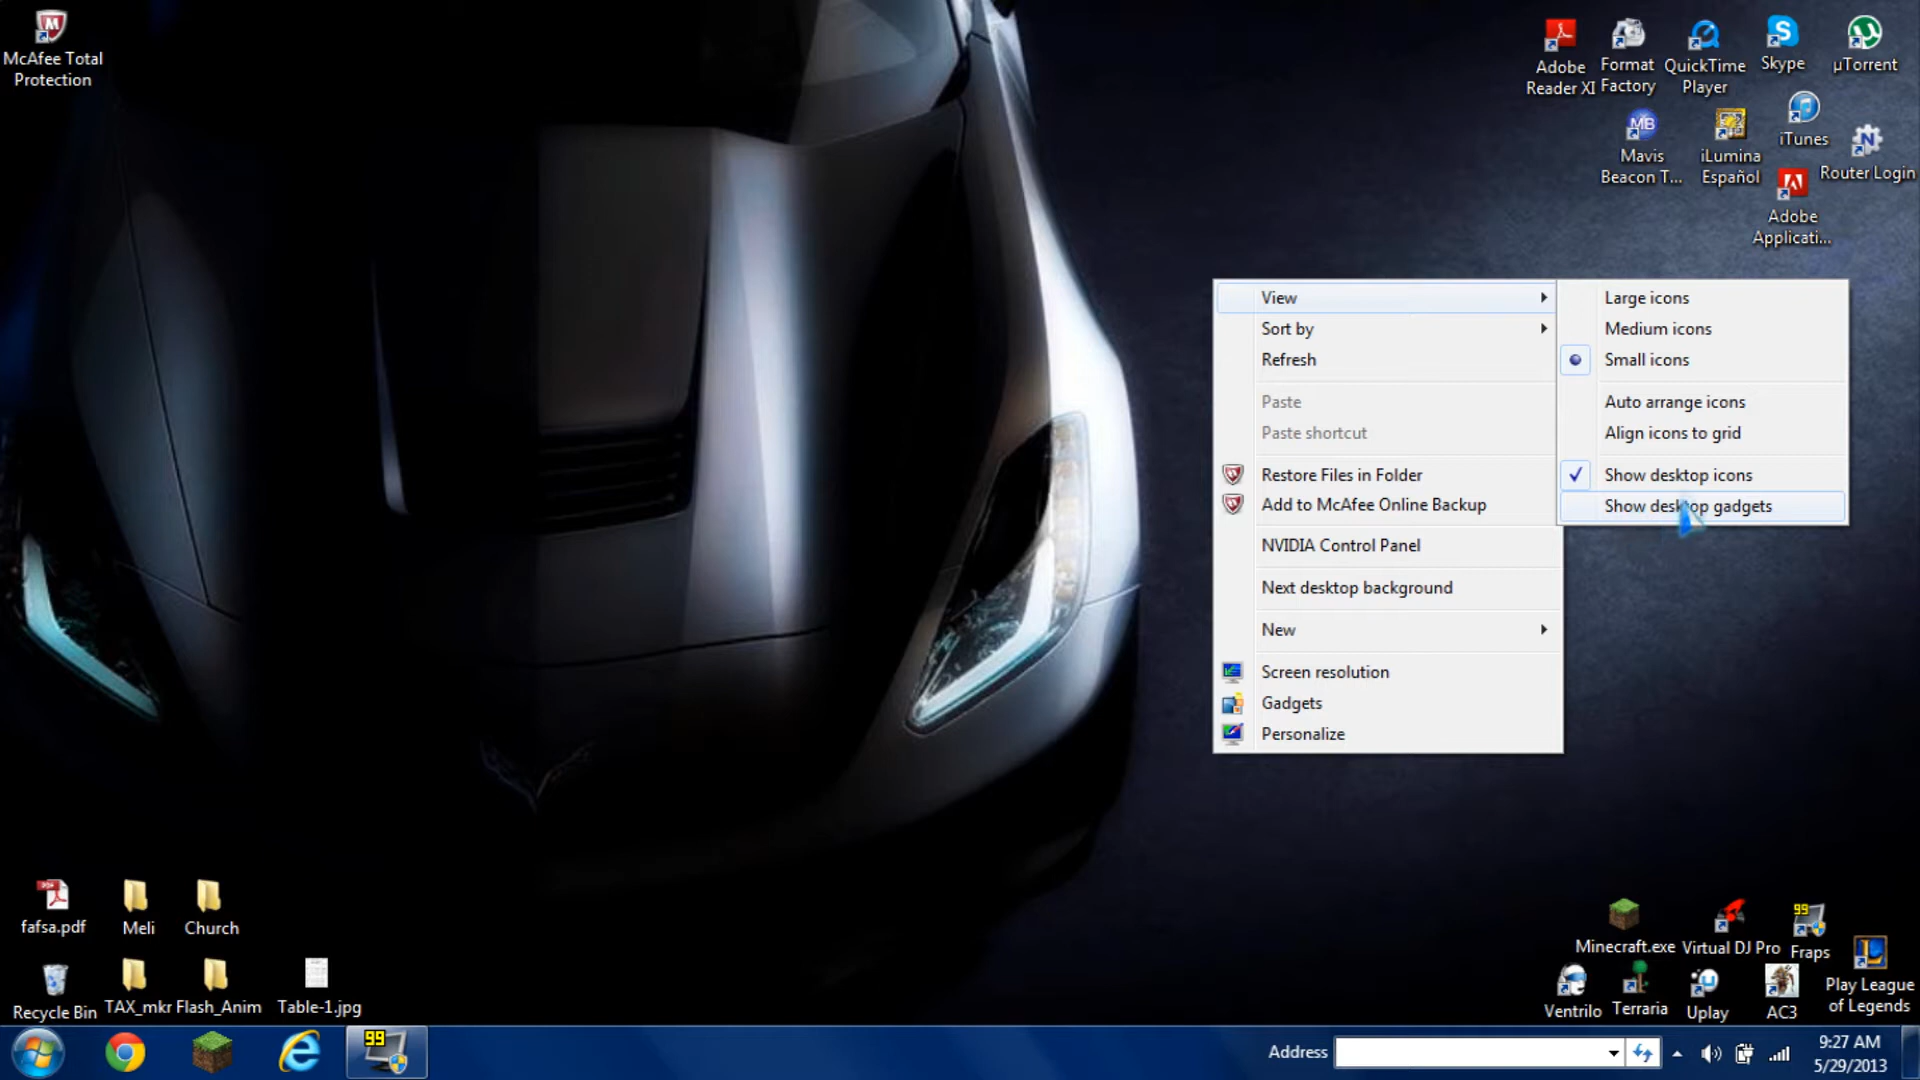 McAfee Total
Protection
Adobe
Reader XI
Format
Factory
QuickTime
Player
Skype
µTorrent
Mavis
Beacon T...
iLumina
Español
iTunes
Router Login
Adobe
Applicati...
View
Sort by
Refresh
Paste
Paste shortcut
Restore Files in Folder
Add to McAfee Online Backup
NVIDIA Control Panel
Next desktop background
New
Screen resolution
Gadgets
Personalize
Large icons
Medium icons
Small icons
Auto arrange icons
Align icons to grid
Show desktop icons
Show desktop gadgets
fafsa.pdf
Meli
Church
Recycle Bin
TAX_mkr
Flash_Anim
Table-1.jpg
Minecraft.exe
Virtual DJ Pro
99
Fraps
Ventrilo
Terraria
Uplay
AC3
Play League
of Legends
99
Address
9:27 AM
5/29/2013